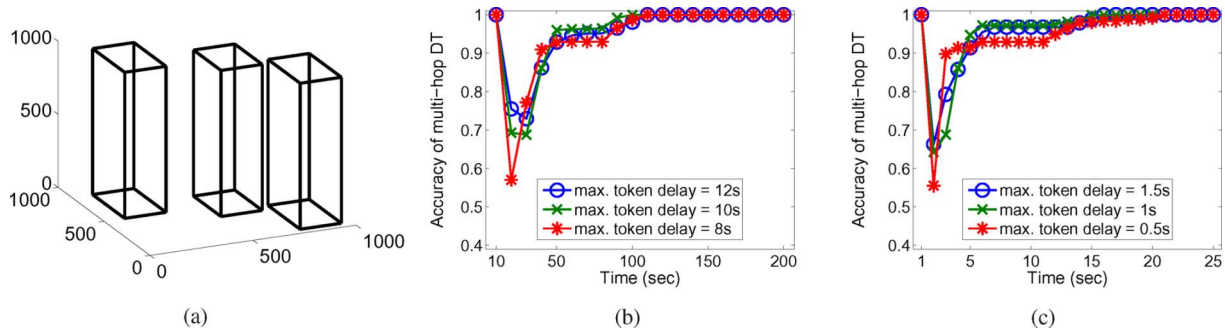 1000
500
0
1000
500
0
0
500
1000
(a)
Accuracy of multi-hop DT
1
0.9
0.8
0.7
0.6
0.5
0.4
max. token delay = 12s
max. token delay = 10s
max. token delay = 8s
10 50 100 150 200
Time (sec)
(b)
Accuracy of multi-hop DT
1
0.9
0.8
0.7
0.6
0.5
0.4
max. token delay = 1.5s
max. token delay = 1s
max. token delay = 0.5s
1 5 10 15 20 25
Time (sec)
(c)